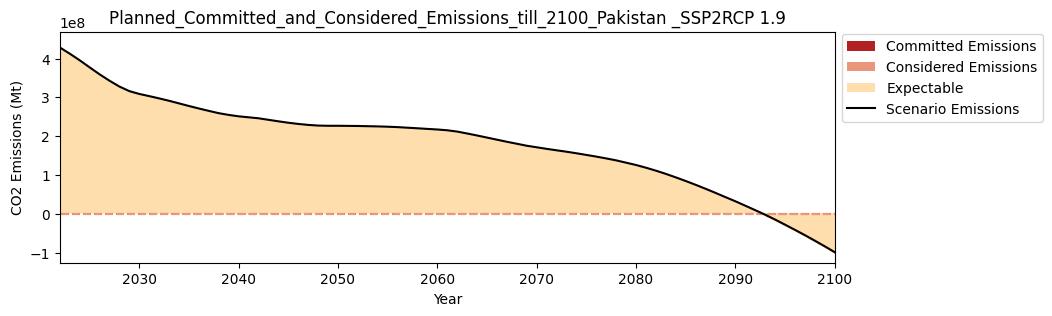 Planned_Committed_and_Considered_Emissions_till_2100_Pakistan _SSP2RCP 1.9
1e8
4
3
2
1
0
−1
CO2 Emissions (Mt)
2030 2040 2050 2060 2070 2080 2090 2100
Year
Committed Emissions
Considered Emissions
Expectable
Scenario Emissions